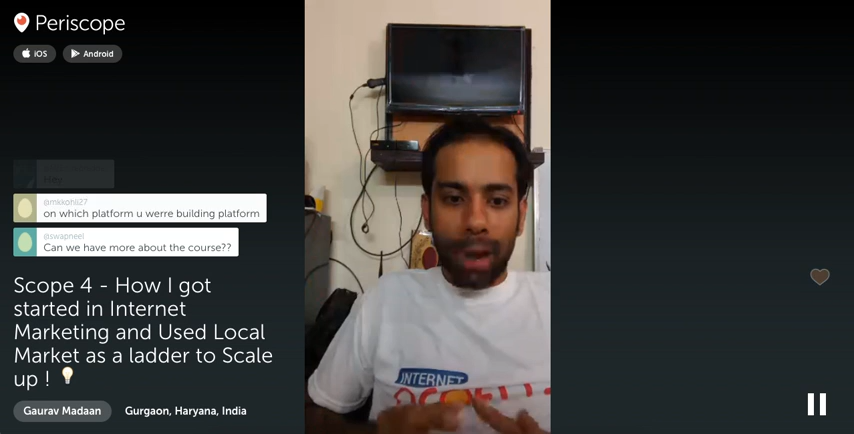 Periscope
iOS
Android
@mkkohli27
on which platform u werre building platform
@swapneel
Can we have more about the course??
Scope 4 - How I got
started in Internet
Marketing and Used Local
Market as a ladder to Scale
up !
Gaurav Madaan
Gurgaon, Haryana, India
INTERNET